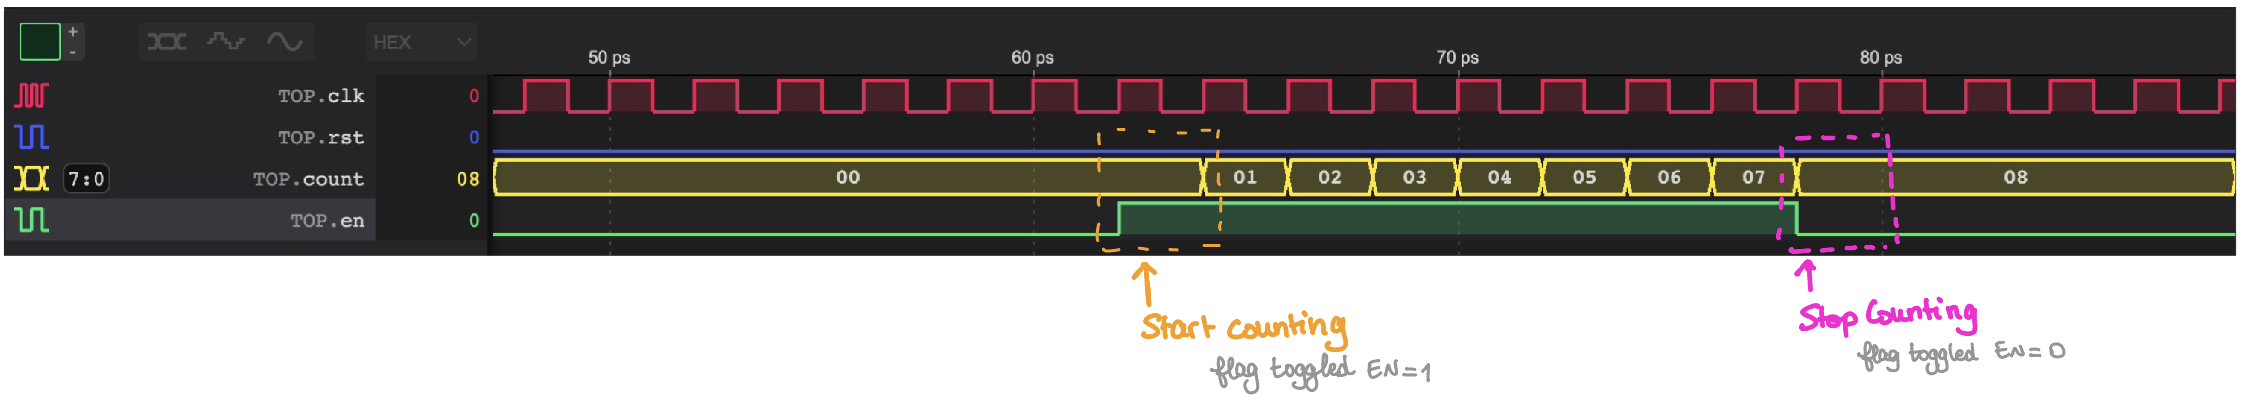 +
-
HEX
50 ps 60 ps 70 ps 80 ps
TOP.clk 0
TOP.rst 0
7:0 TOP.count 08 00 01 02 03 04 05 06 07 08
TOP.en 0
Start counting
flag toggled EN=1
Stop Counting
flag toggled EN=0